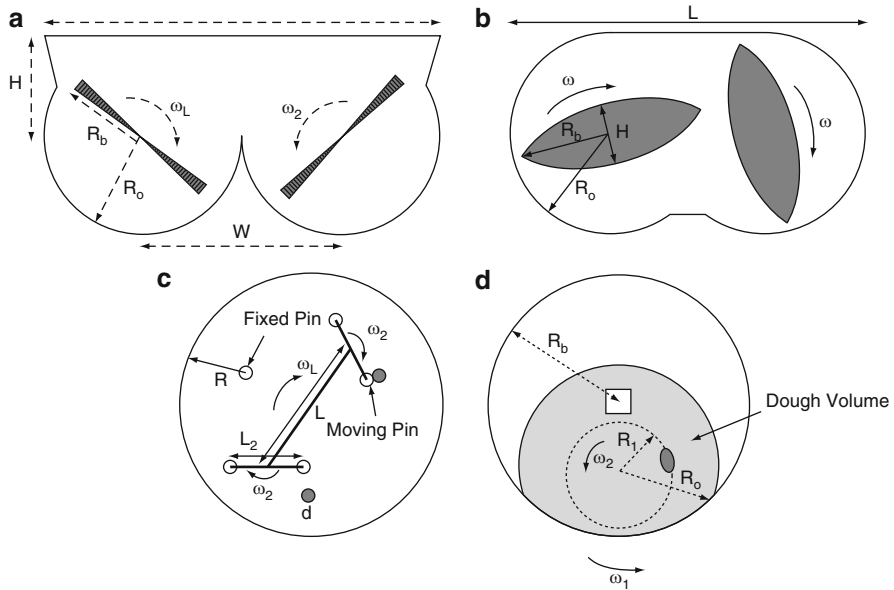 a
H
R_b
R_o
ω_L
ω_2
W
b
L
ω
R_b
H
R_o
ω
c
Fixed Pin
R
ω_L
ω_2
L
Moving Pin
L_2
ω_2
d
d
R_b
Dough Volume
R_1
ω_2
R_o
ω_1